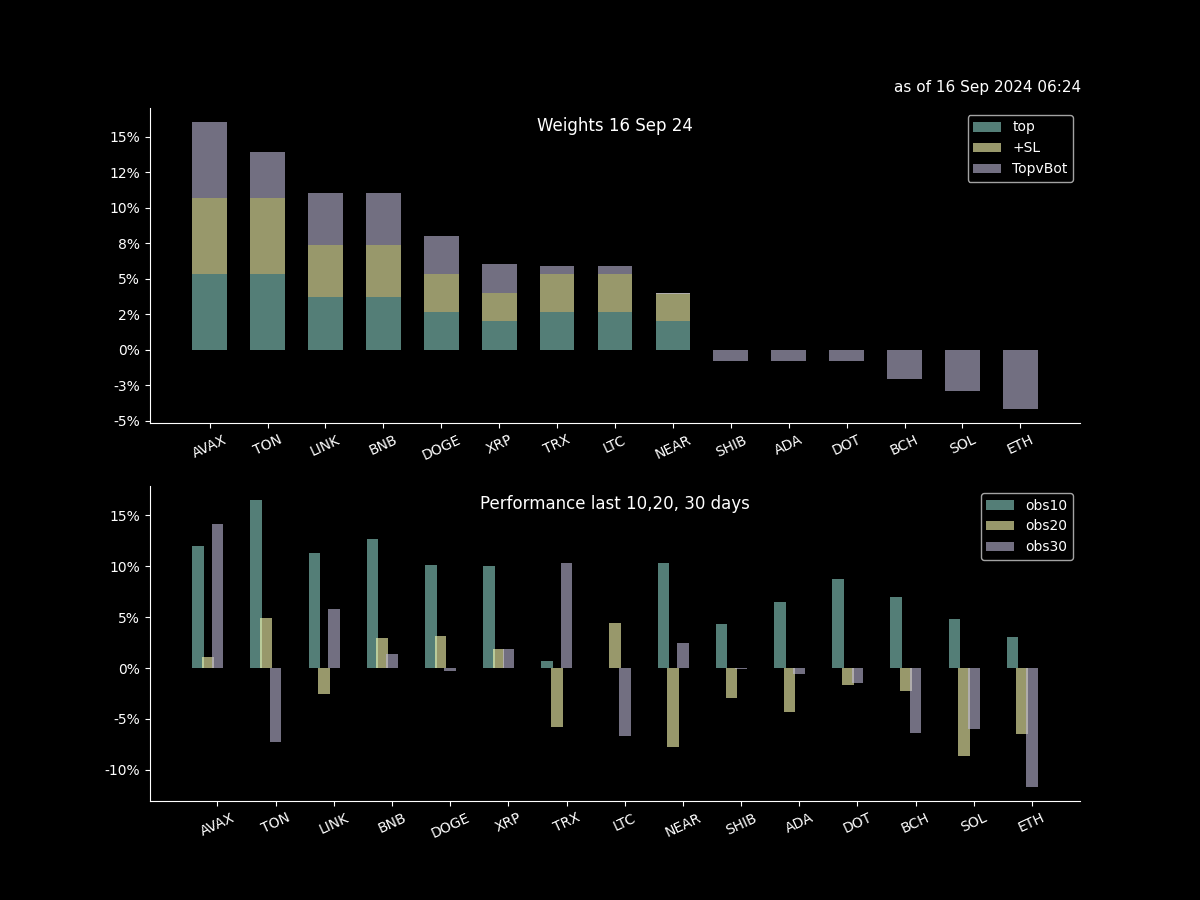 as of 16 Sep 2024 06:24
Weights 16 Sep 24
top
+SL
TopvBot
15%
12%
10%
8%
5%
2%
0%
-3%
-5%
AVAX TON LINK BNB DOGE XRP TRX LTC NEAR SHIB ADA DOT BCH SOL ETH
Performance last 10,20, 30 days
obs10
obs20
obs30
15%
10%
5%
0%
-5%
-10%
AVAX TON LINK BNB DOGE XRP TRX LTC NEAR SHIB ADA DOT BCH SOL ETH